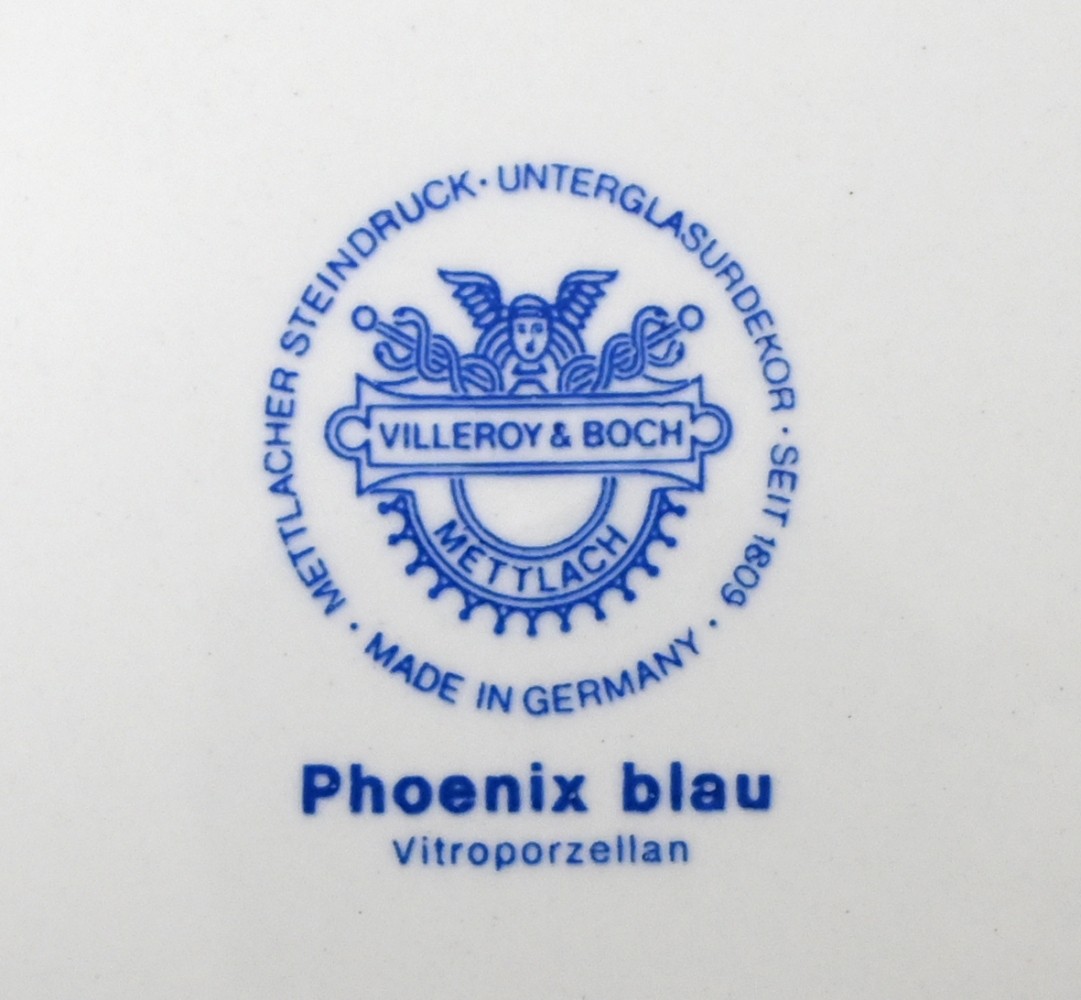 METTLACHER STEINDRUCK · UNTERGLASURDEKOR · SEIT 1809 ·
VILLEROY & BOCH
METTLACH
MADE IN GERMANY ·
Phoenix blau
Vitroporzellan